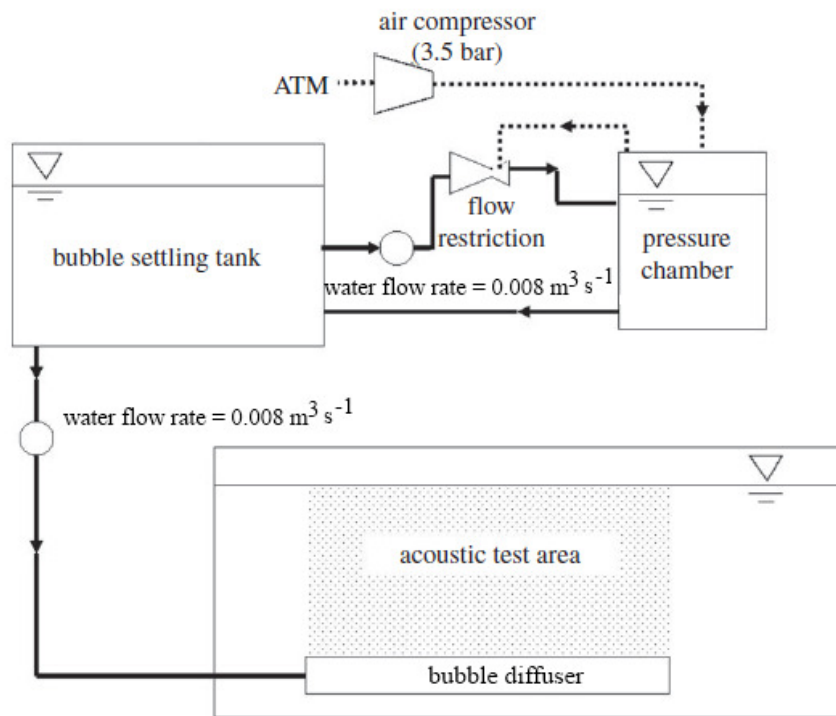 air compressor
(3.5 bar)
ATM
flow
restriction
bubble settling tank
pressure
chamber
water flow rate = 0.008 m³ s⁻¹
water flow rate = 0.008 m³ s⁻¹
acoustic test area
bubble diffuser